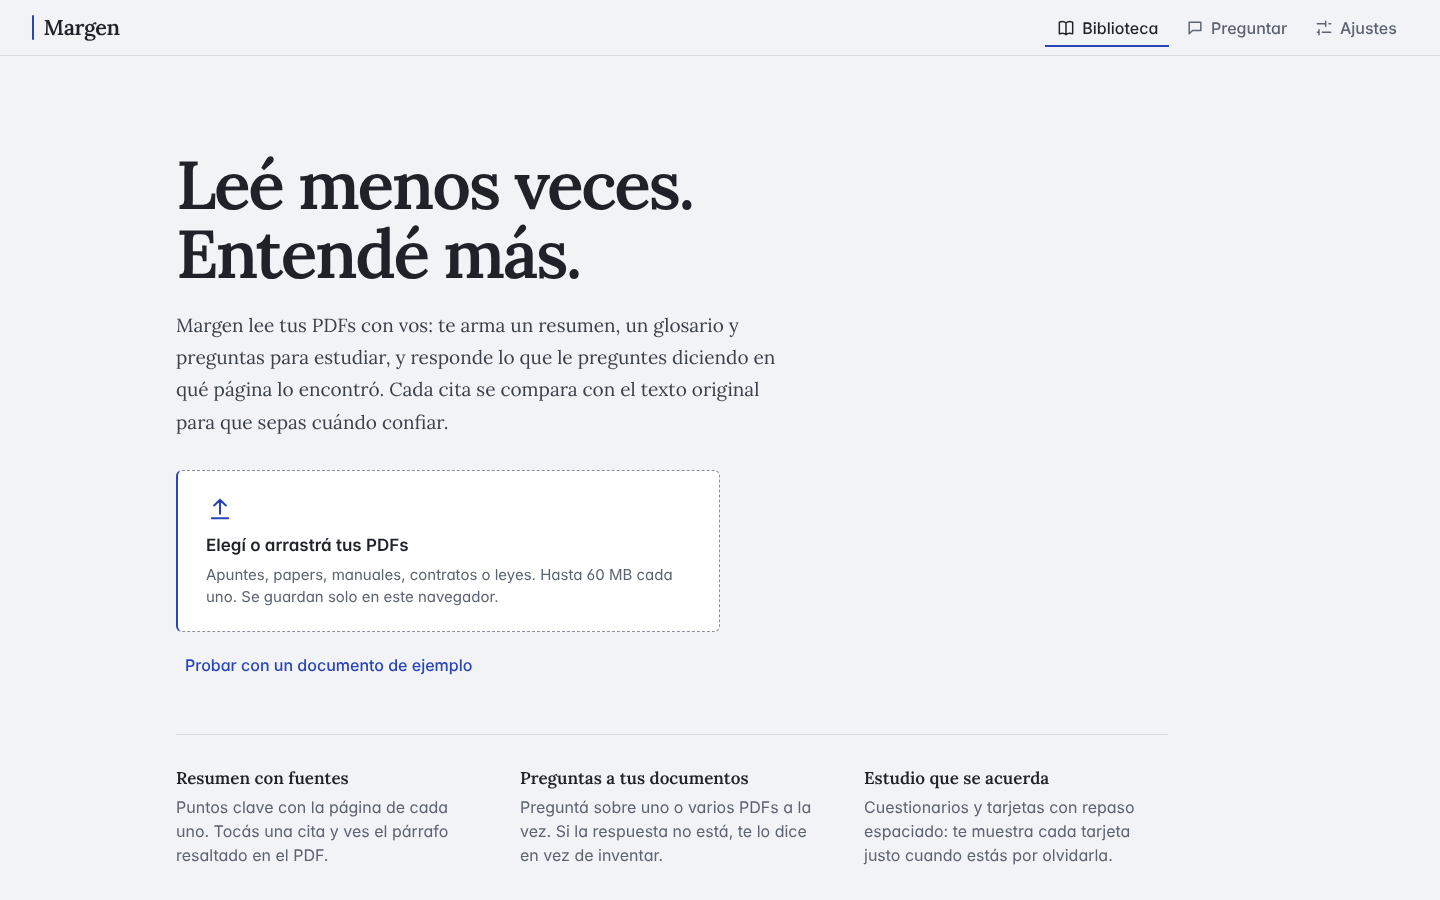 Margen
Biblioteca
Preguntar
Ajustes
Leé menos veces.
Entendé más.
Margen lee tus PDFs con vos: te arma un resumen, un glosario y
preguntas para estudiar, y responde lo que le preguntes diciendo en
qué página lo encontró. Cada cita se compara con el texto original
para que sepas cuándo confiar.
Elegí o arrastrá tus PDFs
Apuntes, papers, manuales, contratos o leyes. Hasta 60 MB cada
uno. Se guardan solo en este navegador.
Probar con un documento de ejemplo
Resumen con fuentes
Puntos clave con la página de cada
uno. Tocás una cita y ves el párrafo
resaltado en el PDF.
Preguntas a tus documentos
Preguntá sobre uno o varios PDFs a la
vez. Si la respuesta no está, te lo dice
en vez de inventar.
Estudio que se acuerda
Cuestionarios y tarjetas con repaso
espaciado: te muestra cada tarjeta
justo cuando estás por olvidarla.